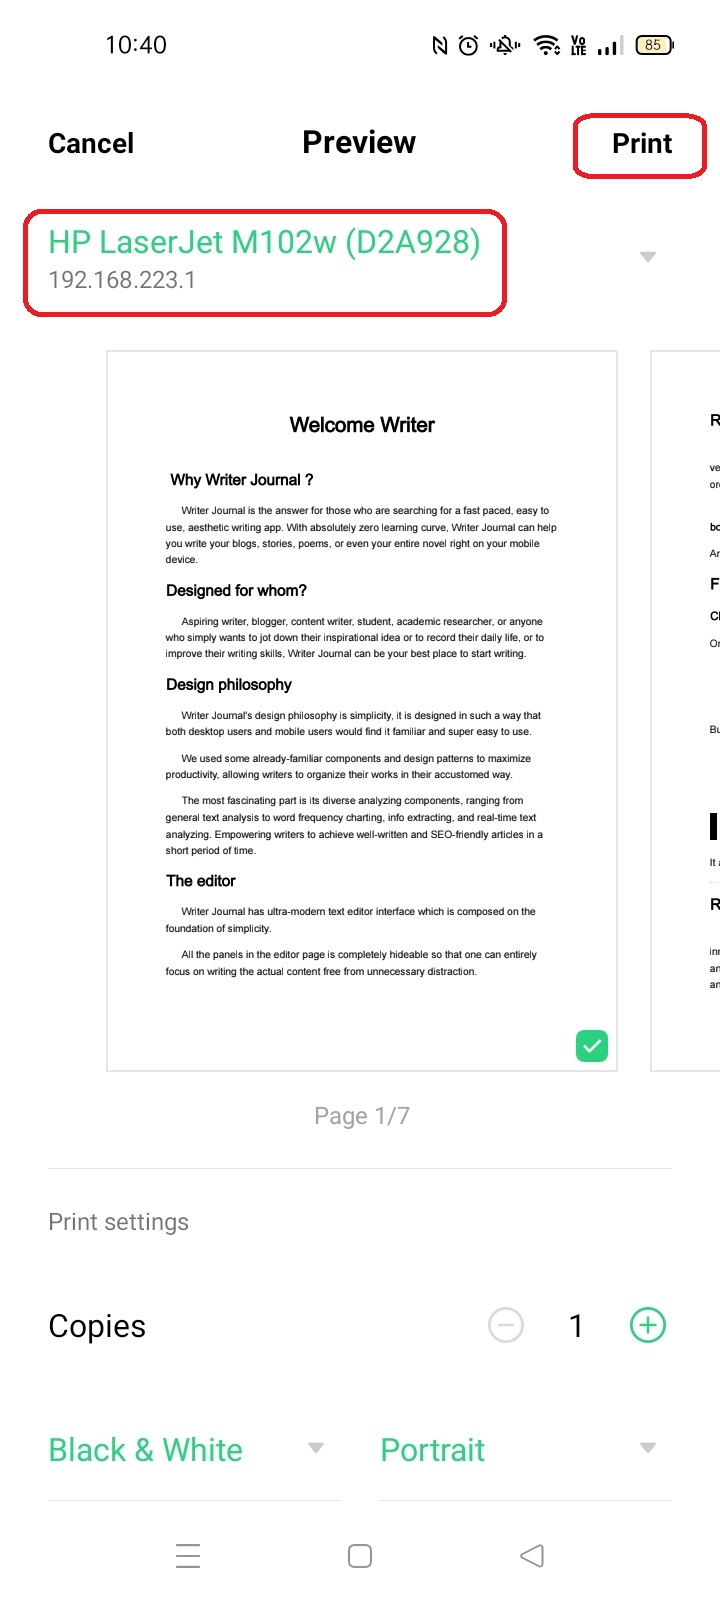 10:40
VO LTE
85
Cancel
Preview
Print
HP LaserJet M102w (D2A928)
192.168.223.1
Welcome Writer
Why Writer Journal ?
Writer Journal is the answer for those who are searching for a fast paced, easy to
use, aesthetic writing app. With absolutely zero learning curve, Writer Journal can help
you write your blogs, stories, poems, or even your entire novel right on your mobile
device.
Designed for whom?
Aspiring writer, blogger, content writer, student, academic researcher, or anyone
who simply wants to jot down their inspirational idea or to record their daily life, or to
improve their writing skills, Writer Journal can be your best place to start writing.
Design philosophy
Writer Journal's design philosophy is simplicity, it is designed in such a way that
both desktop users and mobile users would find it familiar and super easy to use.
We used some already-familiar components and design patterns to maximize
productivity, allowing writers to organize their works in their accustomed way.
The most fascinating part is its diverse analyzing components, ranging from
general text analysis to word frequency charting, info extracting, and real-time text
analyzing. Empowering writers to achieve well-written and SEO-friendly articles in a
short period of time.
The editor
Writer Journal has ultra-modern text editor interface which is composed on the
foundation of simplicity.
All the panels in the editor page is completely hideable so that one can entirely
focus on writing the actual content free from unnecessary distraction.
Page 1/7
Print settings
Copies
1
Black & White
Portrait